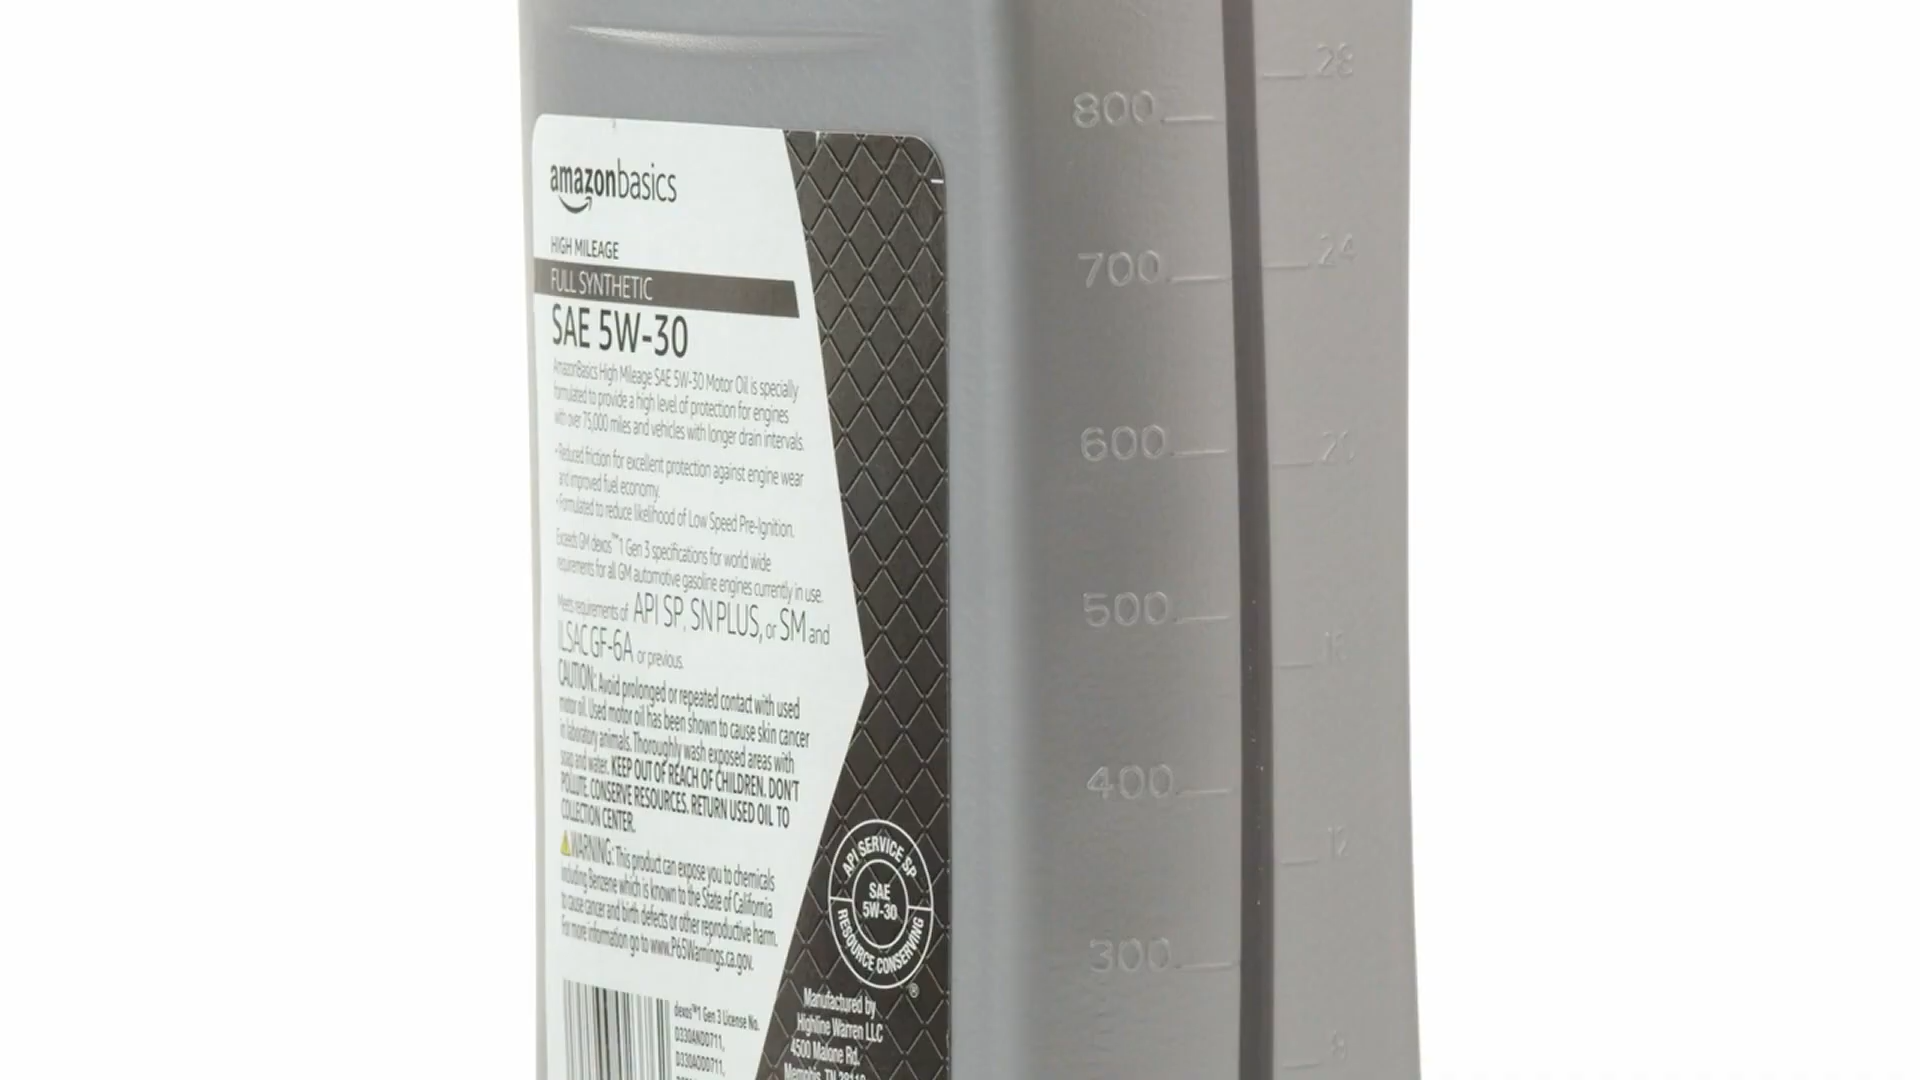 amazonbasics
HIGH MILEAGE
FULL SYNTHETIC
SAE 5W-30
AmazonBasics High Mileage SAE 5W-30 Motor Oil is specially
formulated to provide a high level of protection for engines
with over 75,000 miles and vehicles with longer drain intervals.
•Reduced friction for excellent protection against engine wear
and improved fuel economy.
•Formulated to reduce likelihood of Low Speed Pre-Ignition.
Exceeds GM dexos™1 Gen 3 specifications for world wide
requirements for all GM automotive gasoline engines currently in use.
Meets requirements of API SP, SN PLUS, or SM and
ILSAC GF-6A or previous.
CAUTION: Avoid prolonged or repeated contact with used
motor oil. Used motor oil has been shown to cause skin cancer
in laboratory animals. Thoroughly wash exposed areas with
soap and water. KEEP OUT OF REACH OF CHILDREN. DON'T
POLLUTE. CONSERVE RESOURCES. RETURN USED OIL TO
COLLECTION CENTER.
WARNING: This product can expose you to chemicals
including Benzene which is known to the State of California
to cause cancer and birth defects or other reproductive harm.
For more information go to www.P65Warnings.ca.gov.
dexos™1 Gen 3 License No.
D330ANDD711,
D330AODD711,
API SERVICE SP
SAE
5W-30
RESOURCE CONSERVING
®
Manufactured by
Highline Warren LLC
4500 Malone Rd.
Memphis, TN 38118
800
700
600
500
400
300
28
24
20
16
12
8